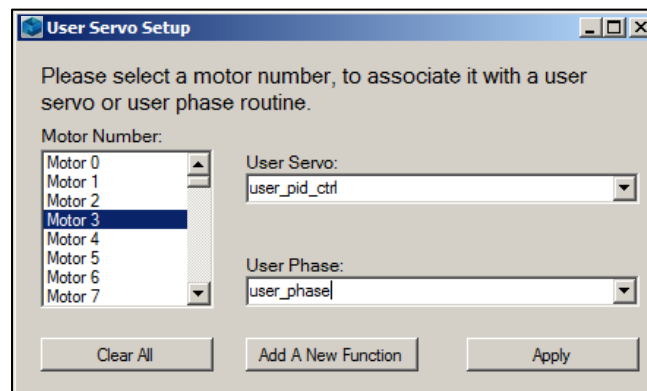 User Servo Setup
Please select a motor number, to associate it with a user
servo or user phase routine.
Motor Number:
Motor 0
Motor 1
Motor 2
Motor 3
Motor 4
Motor 5
Motor 6
Motor 7
User Servo:
user_pid_ctrl
User Phase:
user_phase
Clear All
Add A New Function
Apply